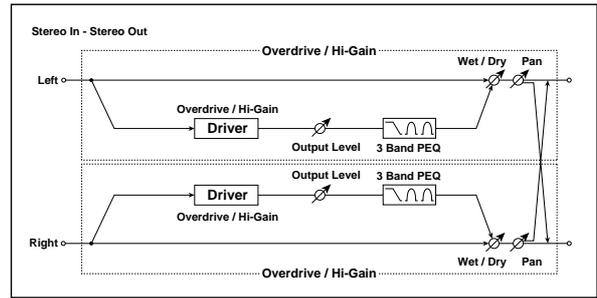 Stereo In - Stereo Out
Overdrive / Hi-Gain
Wet / Dry Pan
Left
Overdrive / Hi-Gain
Driver
Output Level 3 Band PEQ
Output Level 3 Band PEQ
Driver
Overdrive / Hi-Gain
Right
Wet / Dry Pan
Overdrive / Hi-Gain